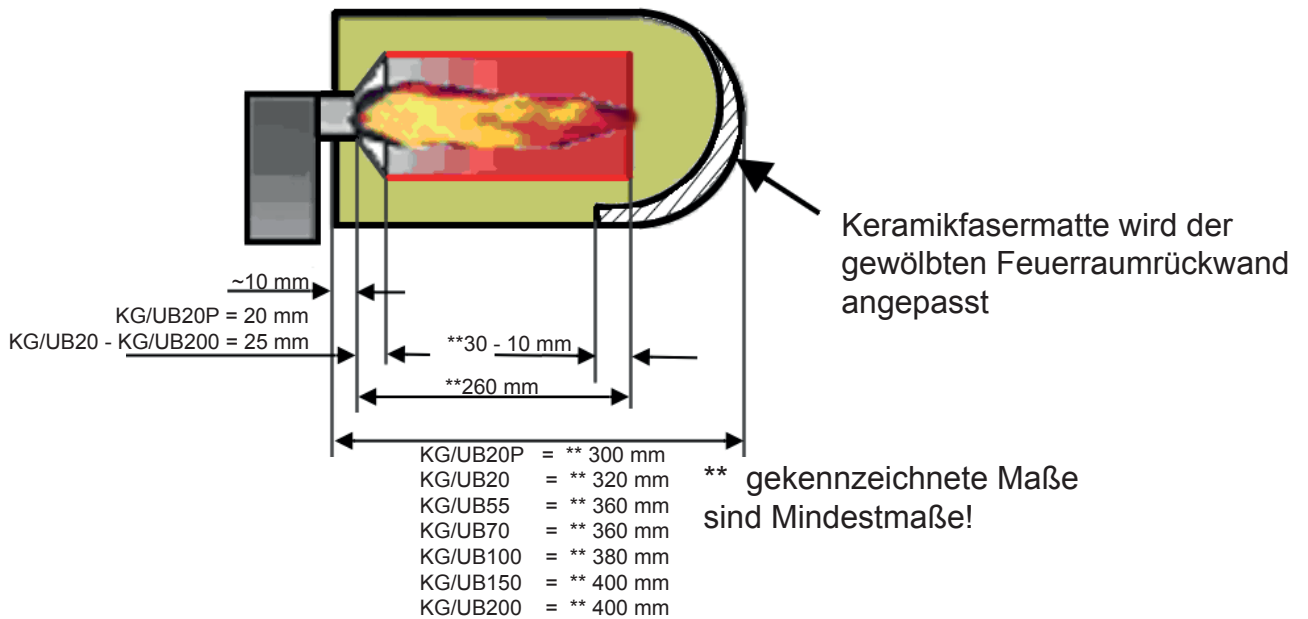 Keramikfasermatte wird der
gewölbten Feuerraumrückwand
angepasst
~10 mm
KG/UB20P = 20 mm
KG/UB20 - KG/UB200 = 25 mm
**30 - 10 mm
**260 mm
KG/UB20P = ** 300 mm
KG/UB20 = ** 320 mm
KG/UB55 = ** 360 mm
KG/UB70 = ** 360 mm
KG/UB100 = ** 380 mm
KG/UB150 = ** 400 mm
KG/UB200 = ** 400 mm
** gekennzeichnete Maße
sind Mindestmaße!